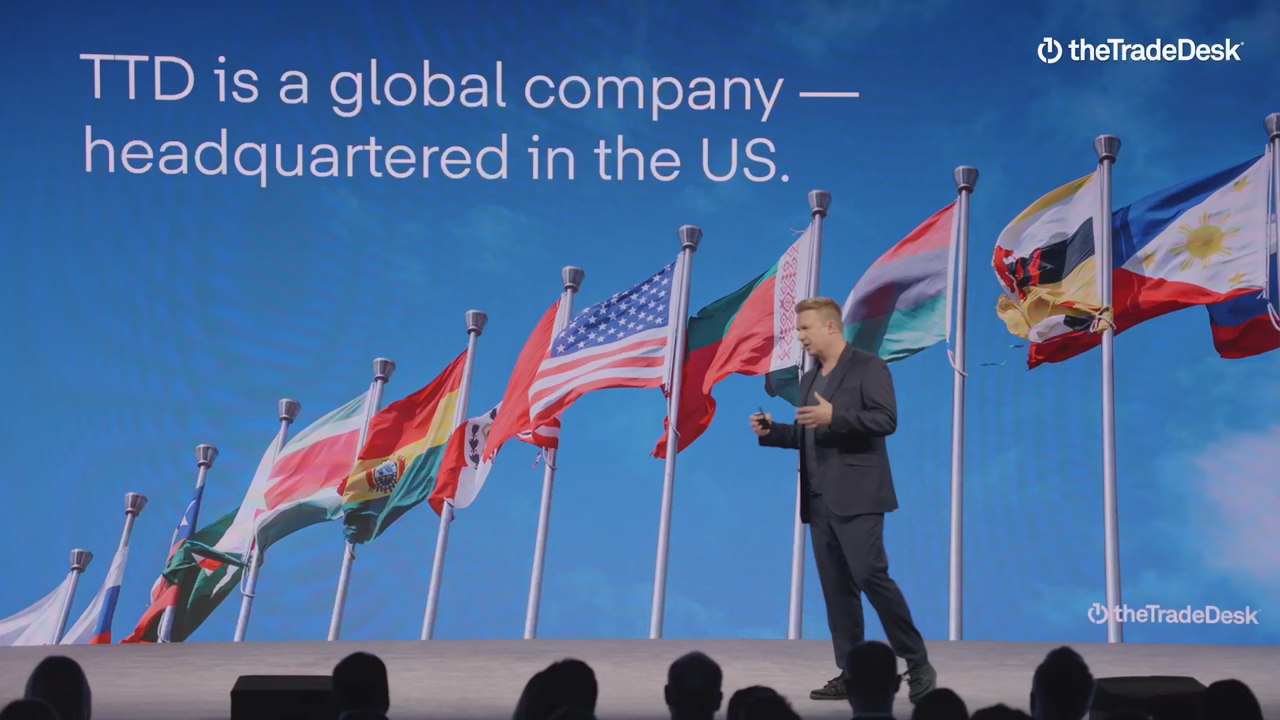 TTD is a global company —
headquartered in the US.
theTradeDesk
theTradeDesk